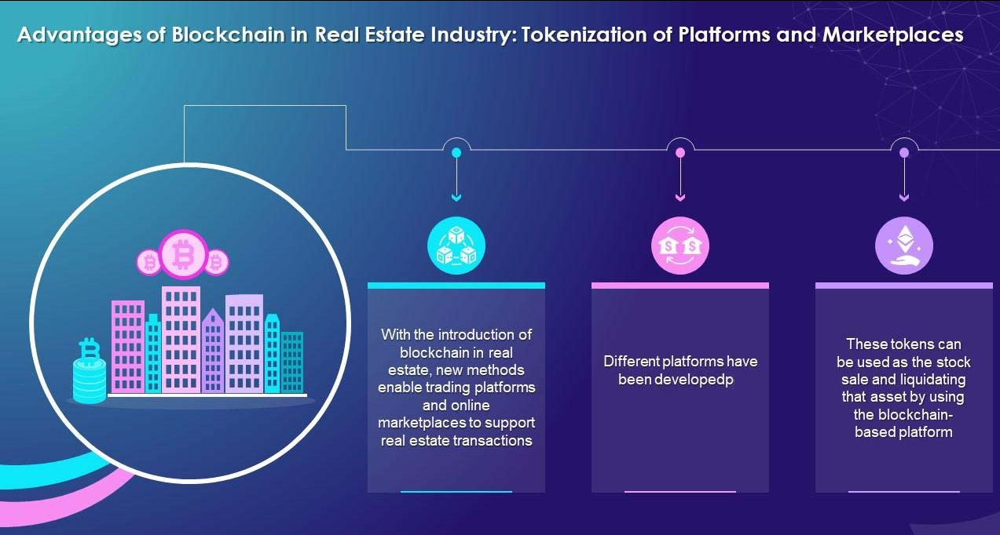 Advantages of Blockchain in Real Estate Industry: Tokenization of Platforms and Marketplaces
With the introduction of
blockchain in real
estate, new methods
enable trading platforms
and online
marketplaces to support
real estate transactions
Different platforms have
been developedp
These tokens can
be used as the stock
sale and liquidating
that asset by using
the blockchain-
based platform